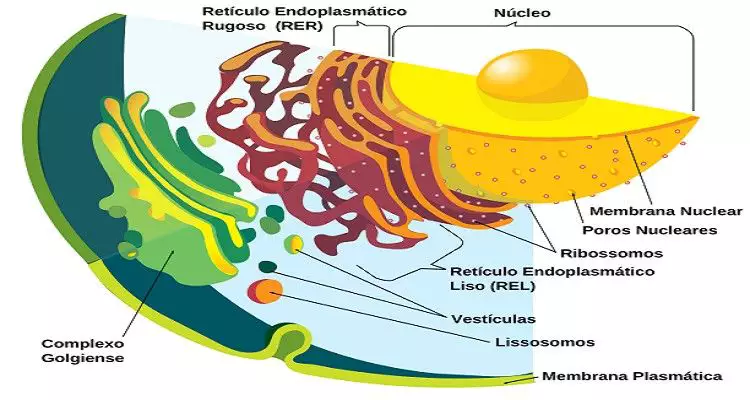 Retículo Endoplasmático
Rugoso (RER)
Núcleo
Membrana Nuclear
Poros Nucleares
Ribossomos
Retículo Endoplasmático
Liso (REL)
Vestículas
Lissosomos
Complexo
Golgiense
Membrana Plasmática